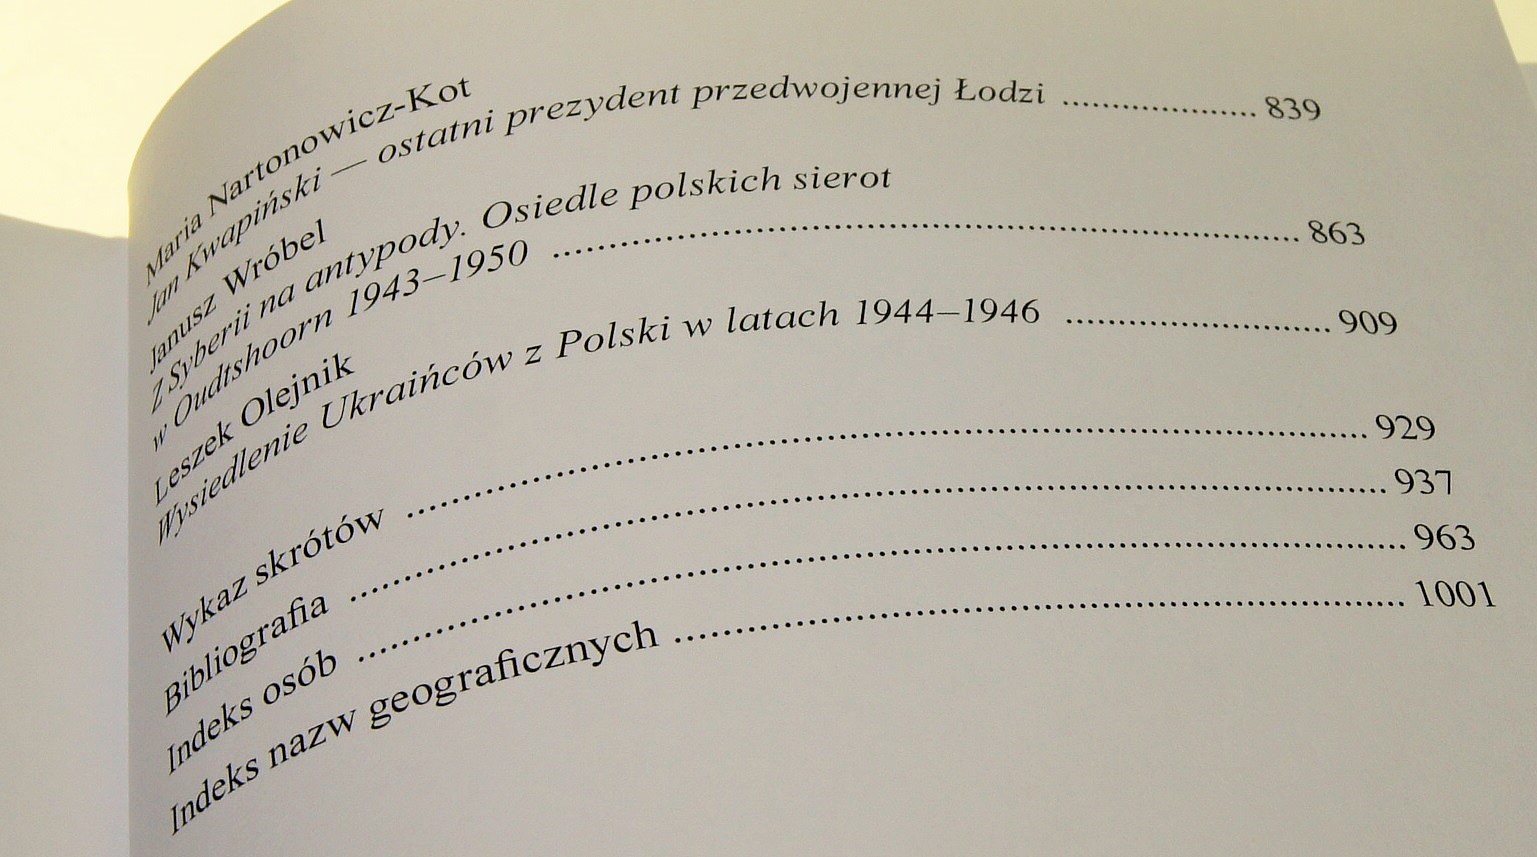 Maria Nartonowicz-Kot
Jan Kwapiński — ostatni prezydent przedwojennej Łodzi .................... 839
Janusz Wróbel
Z Syberii na antypody. Osiedle polskich sierot
w Oudtshoorn 1943–1950 .................... 863
Leszek Olejnik
Wysiedlenie Ukraińców z Polski w latach 1944–1946 .................... 909
Wykaz skrótów .................... 929
Bibliografia .................... 937
Indeks osób .................... 963
Indeks nazw geograficznych .................... 1001